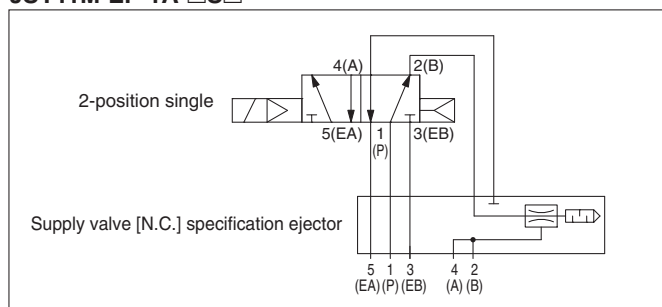 4(A) 2(B)
2-position single
5(EA) 1 3(EB)
(P)
Supply valve [N.C.] specification ejector
5 1 3 4 2
(EA) (P) (EB) (A) (B)